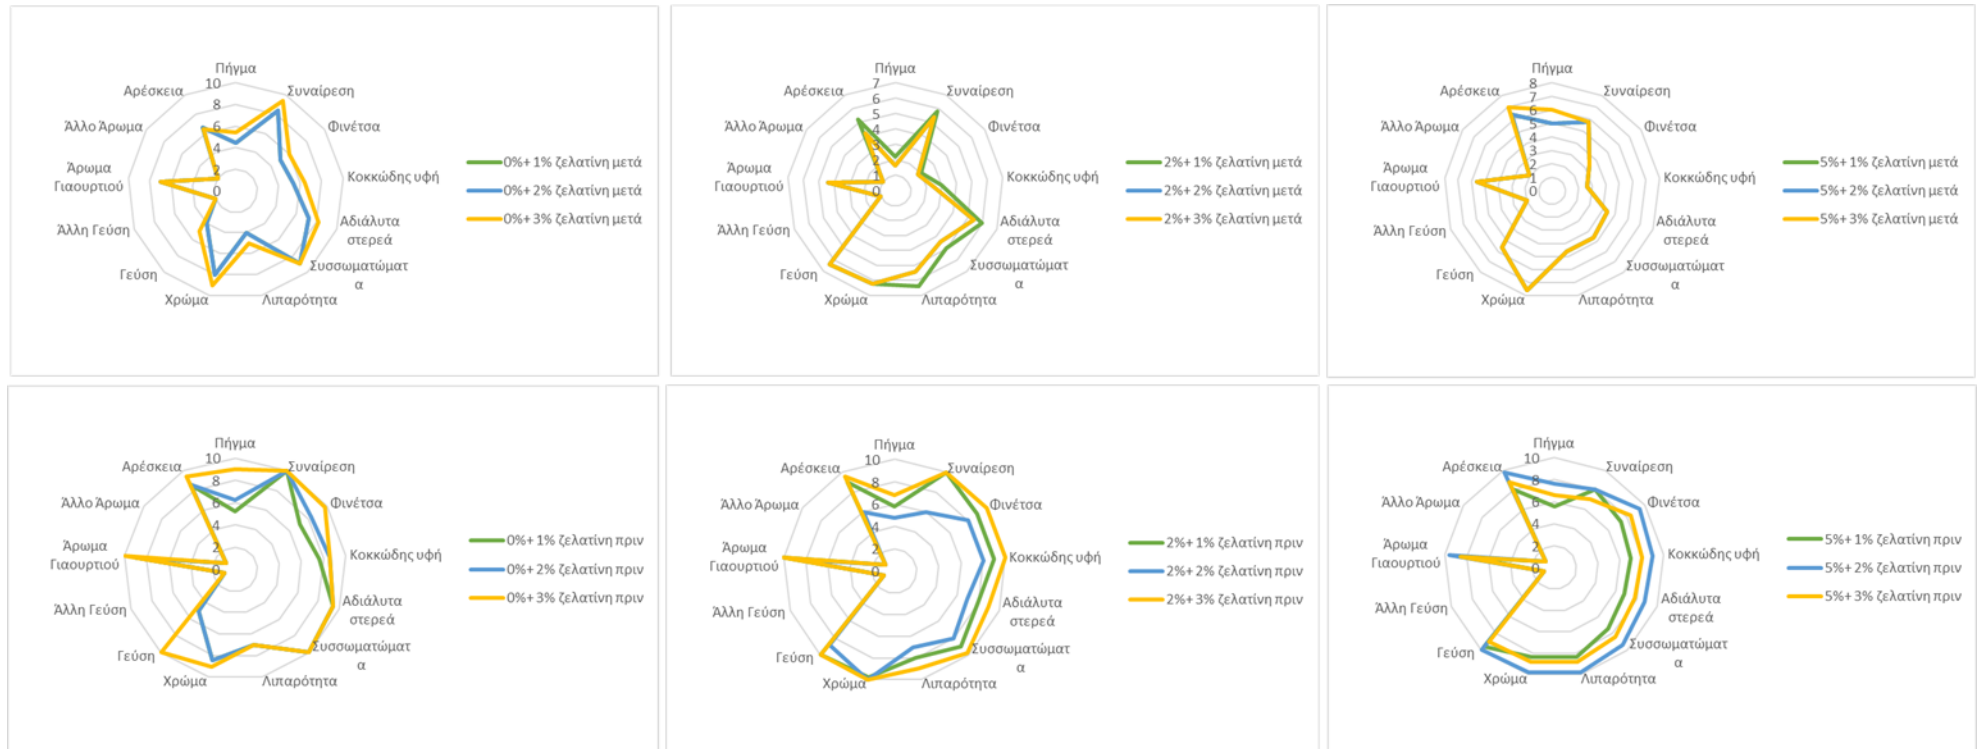 Πήγμα
10
Αρέσκεια
Συναίρεση
8
Άλλο Άρωμα
6
Φινέτσα
4
Άρωμα
Γιαουρτιού
2
0
Κοκκώδης υφή
Άλλη Γεύση
Αδιάλυτα
στερεά
Γεύση
Συσσωματώματ
α
Χρώμα
Λιπαρότητα
0%+ 1% ζελατίνη μετά
0%+ 2% ζελατίνη μετά
0%+ 3% ζελατίνη μετά
Πήγμα
7
Αρέσκεια
Συναίρεση
6
5
Άλλο Άρωμα
4
Φινέτσα
3
2
Άρωμα
Γιαουρτιού
1
0
Κοκκώδης υφή
Άλλη Γεύση
Αδιάλυτα
στερεά
Γεύση
Συσσωματώματ
α
Χρώμα
Λιπαρότητα
2%+ 1% ζελατίνη μετά
2%+ 2% ζελατίνη μετά
2%+ 3% ζελατίνη μετά
Πήγμα
8
Αρέσκεια
Συναίρεση
7
6
5
Άλλο Άρωμα
4
Φινέτσα
3
2
Άρωμα
Γιαουρτιού
1
0
Κοκκώδης υφή
Άλλη Γεύση
Αδιάλυτα
στερεά
Γεύση
Συσσωματώματ
α
Χρώμα
Λιπαρότητα
5%+ 1% ζελατίνη μετά
5%+ 2% ζελατίνη μετά
5%+ 3% ζελατίνη μετά
Πήγμα
10
Αρέσκεια
Συναίρεση
8
Άλλο Άρωμα
6
Φινέτσα
4
Άρωμα
Γιαουρτιού
2
0
Κοκκώδης υφή
Άλλη Γεύση
Αδιάλυτα
στερεά
Γεύση
Συσσωματώματ
α
Χρώμα
Λιπαρότητα
0%+ 1% ζελατίνη πριν
0%+ 2% ζελατίνη πριν
0%+ 3% ζελατίνη πριν
Πήγμα
10
Αρέσκεια
Συναίρεση
8
Άλλο Άρωμα
6
Φινέτσα
4
Άρωμα
Γιαουρτιού
2
0
Κοκκώδης υφή
Άλλη Γεύση
Αδιάλυτα
στερεά
Γεύση
Συσσωματώματ
α
Χρώμα
Λιπαρότητα
2%+ 1% ζελατίνη πριν
2%+ 2% ζελατίνη πριν
2%+ 3% ζελατίνη πριν
Πήγμα
10
Αρέσκεια
Συναίρεση
8
Άλλο Άρωμα
6
Φινέτσα
4
Άρωμα
Γιαουρτιού
2
0
Κοκκώδης υφή
Άλλη Γεύση
Αδιάλυτα
στερεά
Γεύση
Συσσωματώματ
α
Χρώμα
Λιπαρότητα
5%+ 1% ζελατίνη πριν
5%+ 2% ζελατίνη πριν
5%+ 3% ζελατίνη πριν